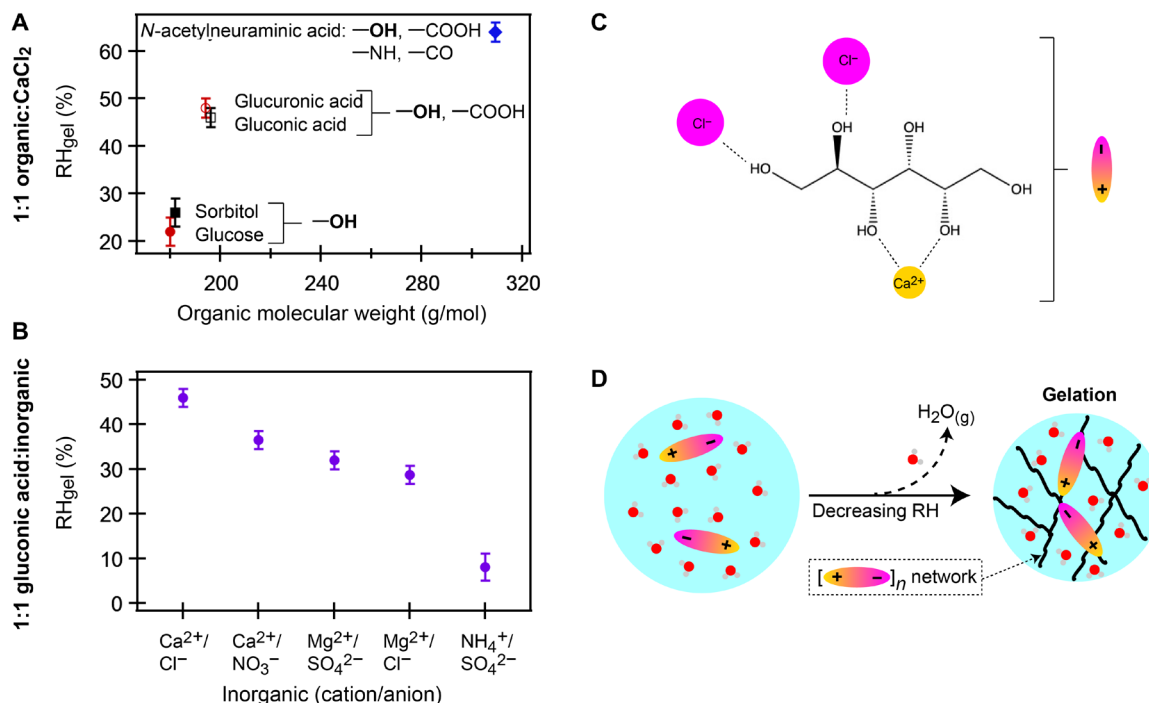 A
1:1 organic:CaCl₂
RH_gel (%)
60
50
40
30
20
N-acetylneuraminic acid: —OH, —COOH
—NH, —CO
Glucuronic acid
Gluconic acid
—OH, —COOH
Sorbitol
Glucose
—OH
200
240
280
320
Organic molecular weight (g/mol)
B
1:1 gluconic acid:inorganic
RH_gel (%)
50
40
30
20
10
0
Ca²⁺/
Cl⁻
Ca²⁺/
NO₃⁻
Mg²⁺/
SO₄²⁻
Mg²⁺/
Cl⁻
NH₄⁺/
SO₄²⁻
Inorganic (cation/anion)
C
Cl⁻
Cl⁻
OH
OH
HO
OH
HO
OH
Ca²⁺
−
+
D
H₂O(g)
Decreasing RH
Gelation
+ −
− +
− +
− +
[+ −]n network